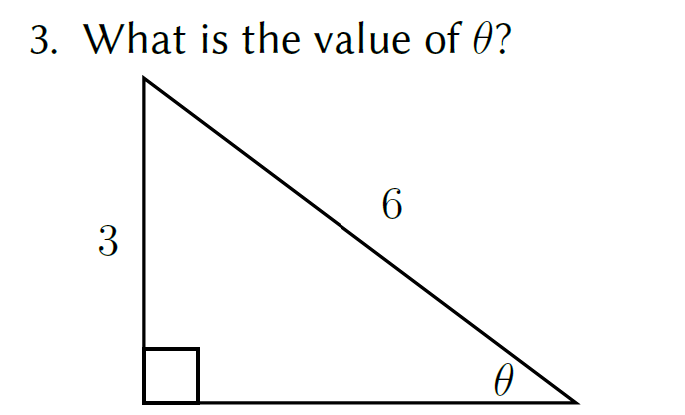 3. What is the value of θ?
6
3
θ